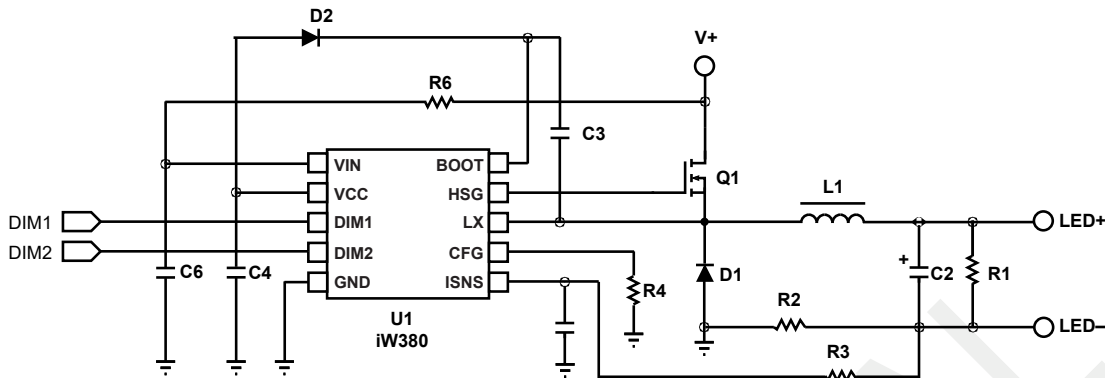 D2
V+
R6
C3
VIN
BOOT
VCC
HSG
Q1
L1
DIM1
DIM1
LX
LED+
DIM2
DIM2
CFG
C6
C4
GND
ISNS
R4
D1
+
C2
R1
U1
iW380
R2
LED–
R3